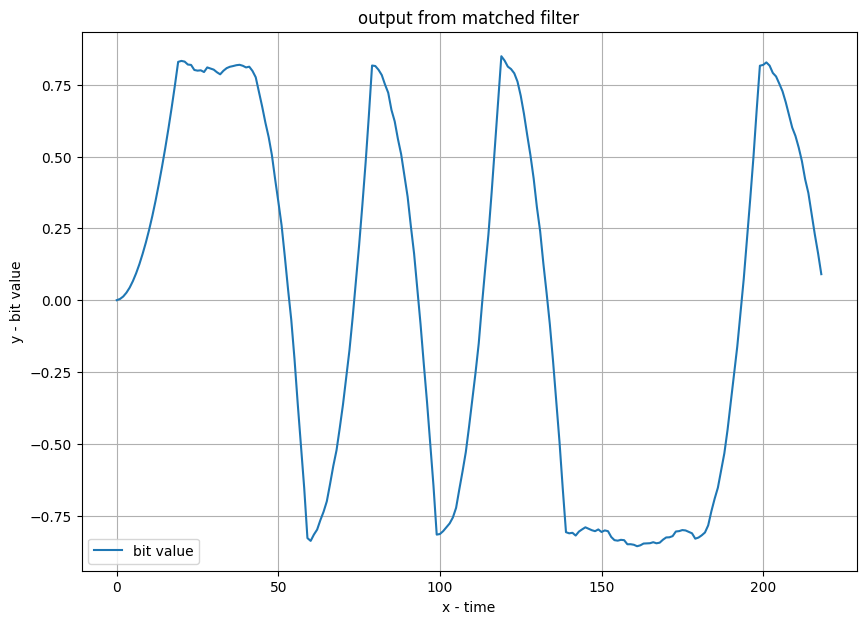 output from matched filter
y - bit value
0.75
0.50
0.25
0.00
−0.25
−0.50
−0.75
bit value
0 50 100 150 200
x - time